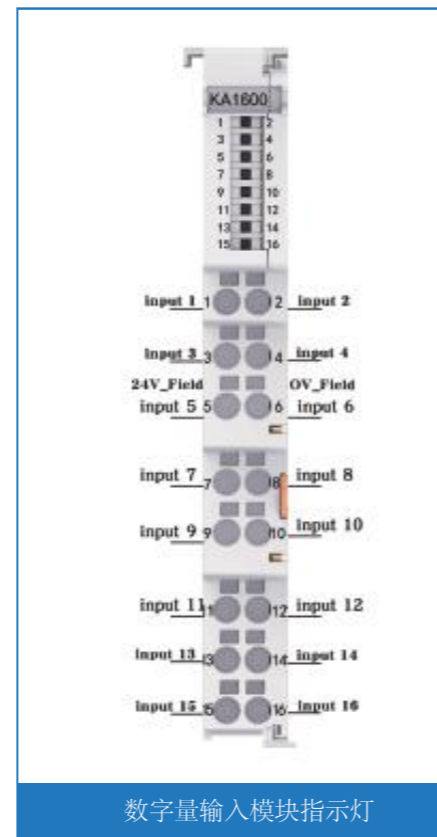 KA1600
1 2
3 4
5 6
7 8
9 10
11 12
13 14
15 16
input 1 1 2 input 2
input 3 3 4 input 4
24V_Field 0V_Field
input 5 5 6 input 6
input 7 7 8 input 8
input 9 9 10 input 10
input 11 11 12 input 12
input 13 13 14 input 14
input 15 15 16 input 16
数字量输入模块指示灯